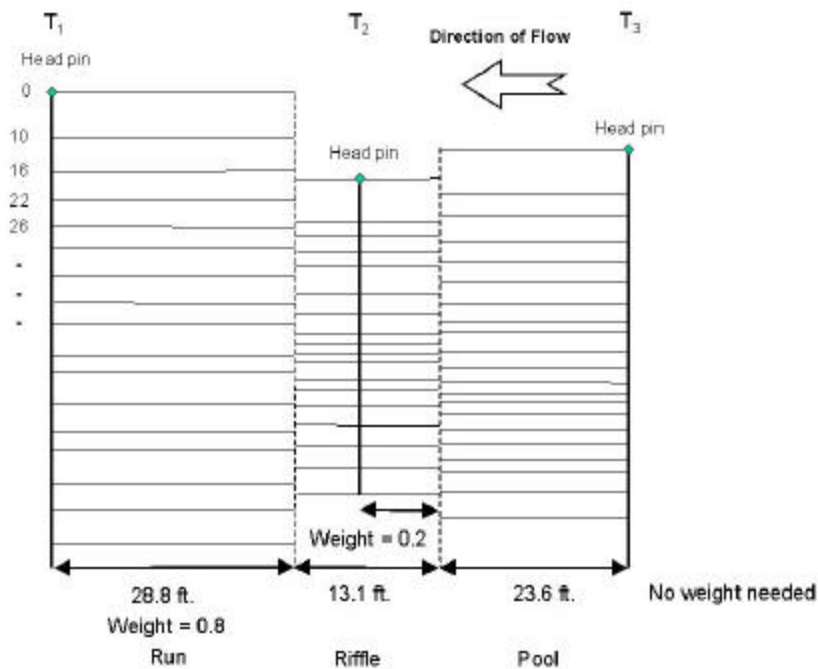 T1
T2
Direction of Flow
T3
Head pin
0
Head pin
10
Head pin
16
22
26
-
-
-
Weight = 0.2
28.8 ft.
13.1 ft.
23.6 ft.
No weight needed
Weight = 0.8
Run
Riffle
Pool